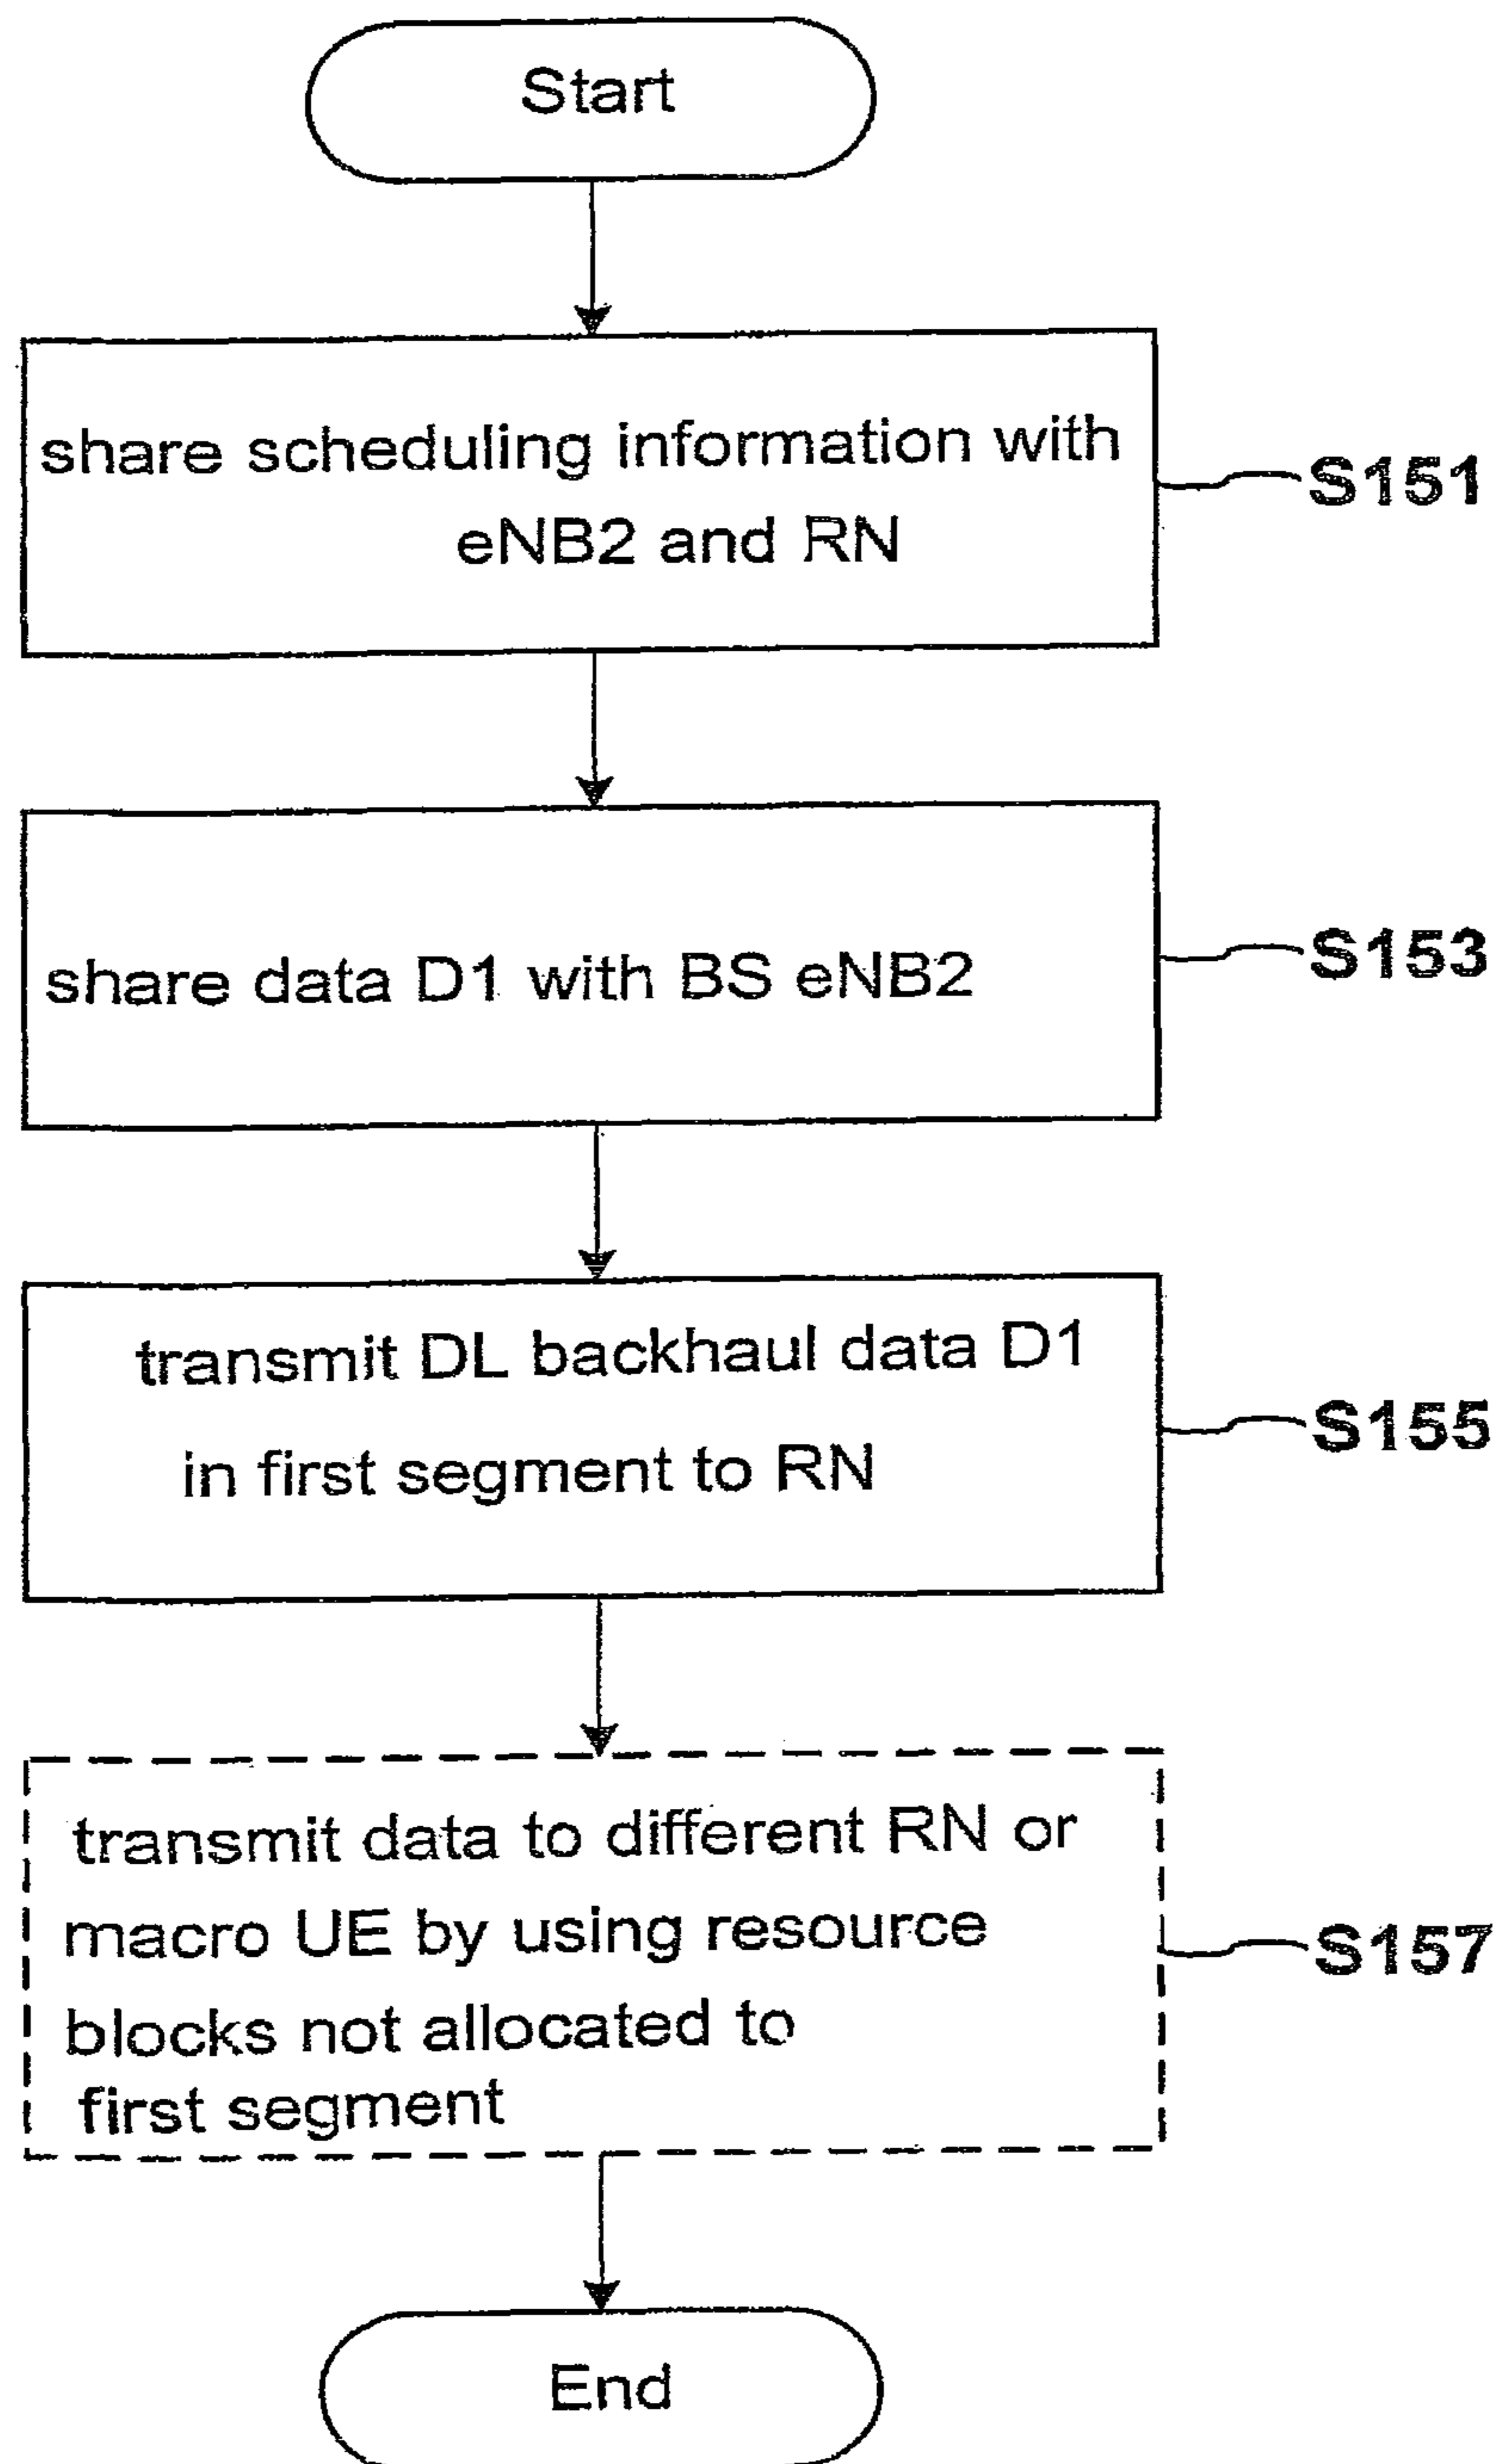 Start
share scheduling information with
eNB2 and RN
S151
share data D1 with BS eNB2
S153
transmit DL backhaul data D1
in first segment to RN
S155
transmit data to different RN or
macro UE by using resource
blocks not allocated to
first segment
S157
End